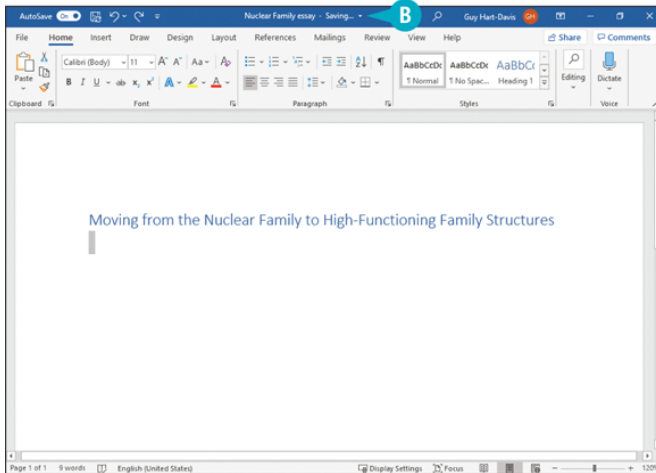 AutoSave On Nuclear Family essay - Saving... B Guy Hart-Davis GH
File Home Insert Draw Design Layout References Mailings Review View Help Share Comments
Calibri (Body) 11 A A Aa A
Paste B I U ab x x A A AaBbCcDc AaBbCcDc AaBbCc Editing Dictate
¶ Normal ¶ No Spac... Heading 1
Clipboard Font Paragraph Styles Voice
Moving from the Nuclear Family to High-Functioning Family Structures
Page 1 of 1 9 words English (United States) Display Settings Focus 120%